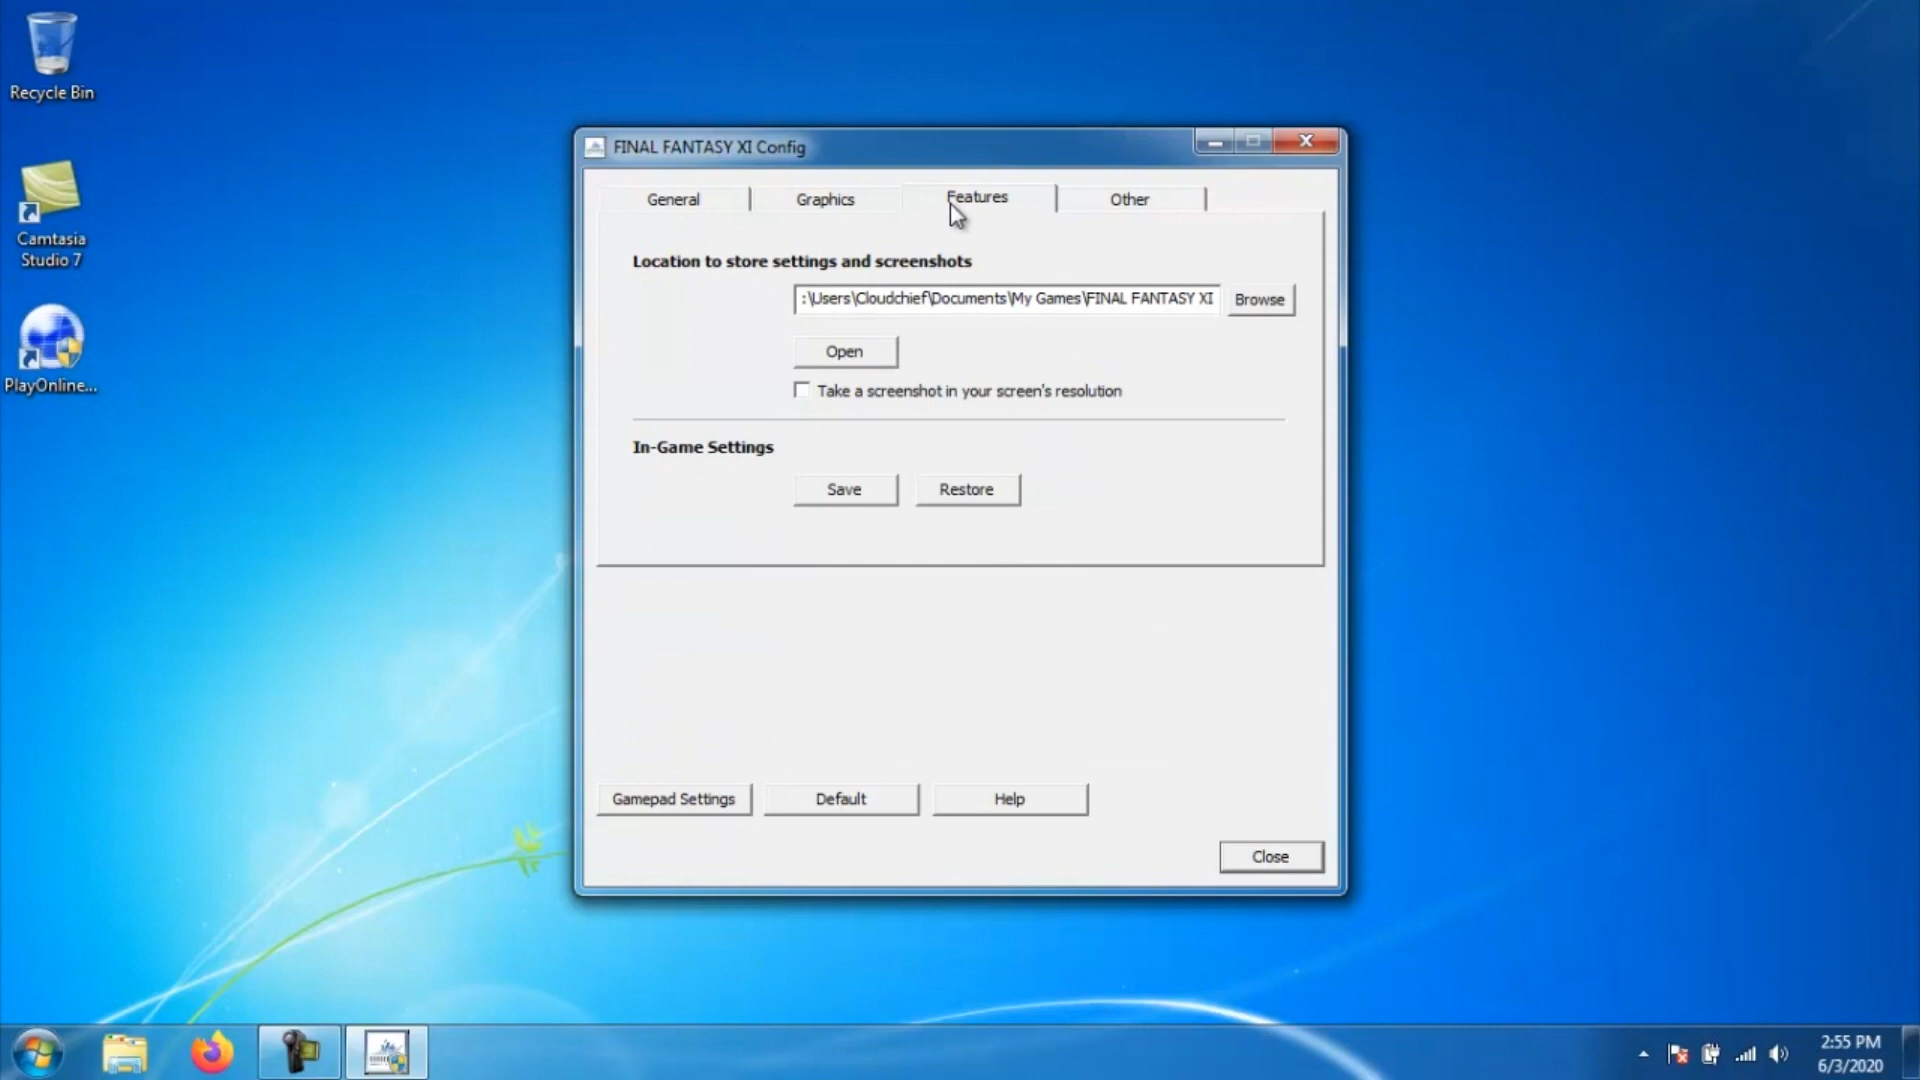 Recycle Bin
Camtasia
Studio 7
PlayOnline...
FINAL FANTASY XI Config
General
Graphics
Features
Other
Location to store settings and screenshots
:\Users\Cloudchief\Documents\My Games\FINAL FANTASY XI
Browse
Open
Take a screenshot in your screen's resolution
In-Game Settings
Save
Restore
Gamepad Settings
Default
Help
Close
2:55 PM
6/3/2020